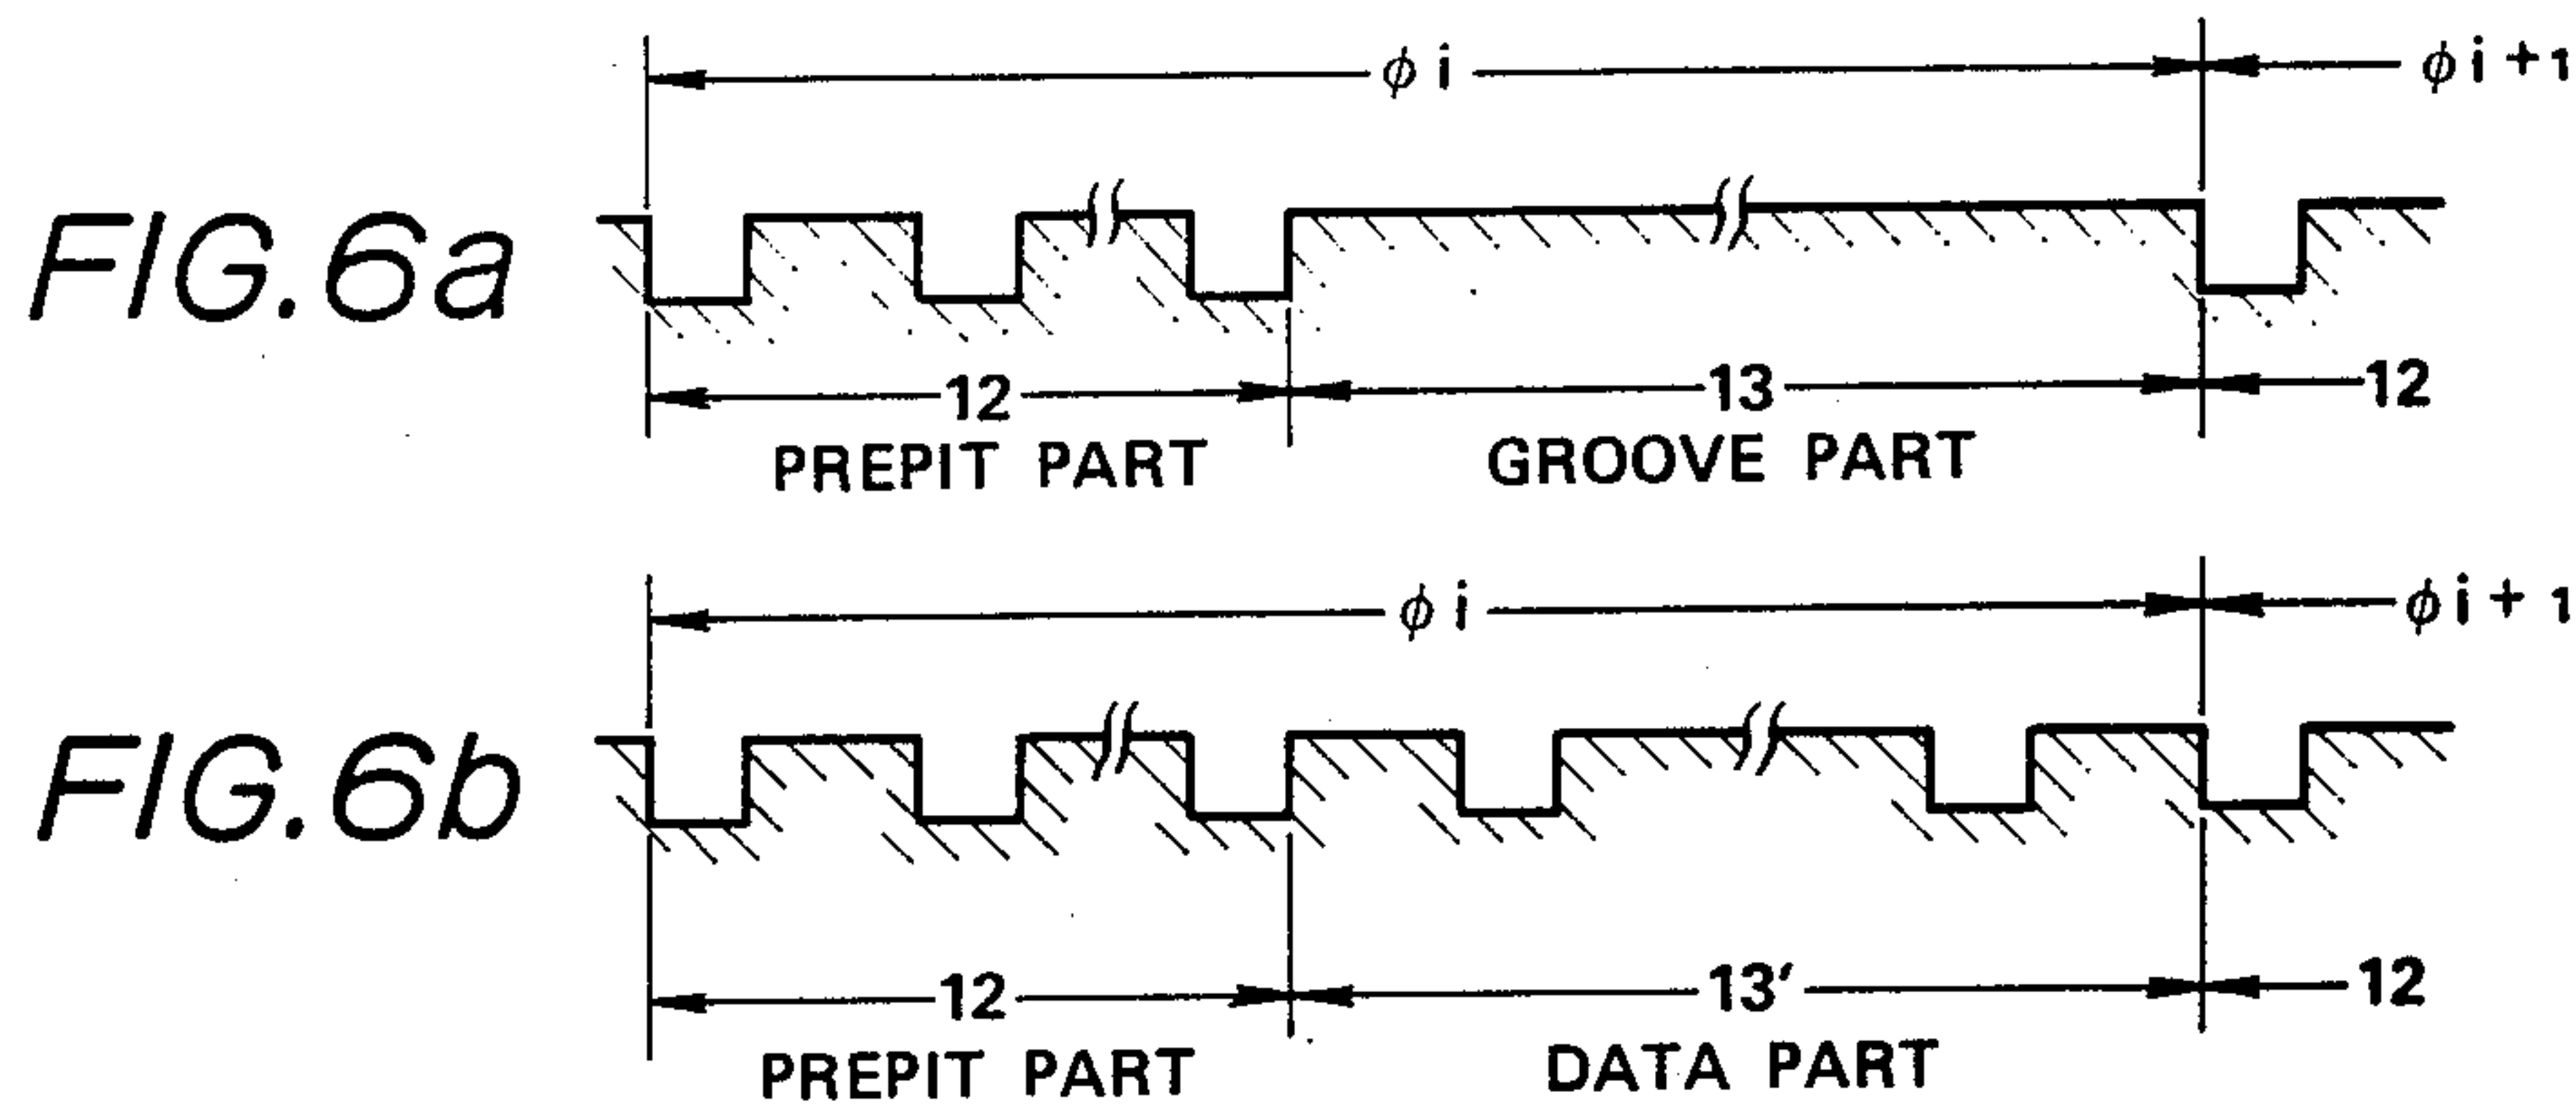 ϕi ϕi+1
FIG.6a
12 13 12
PREPIT PART GROOVE PART
ϕi ϕi+1
FIG.6b
12 13' 12
PREPIT PART DATA PART